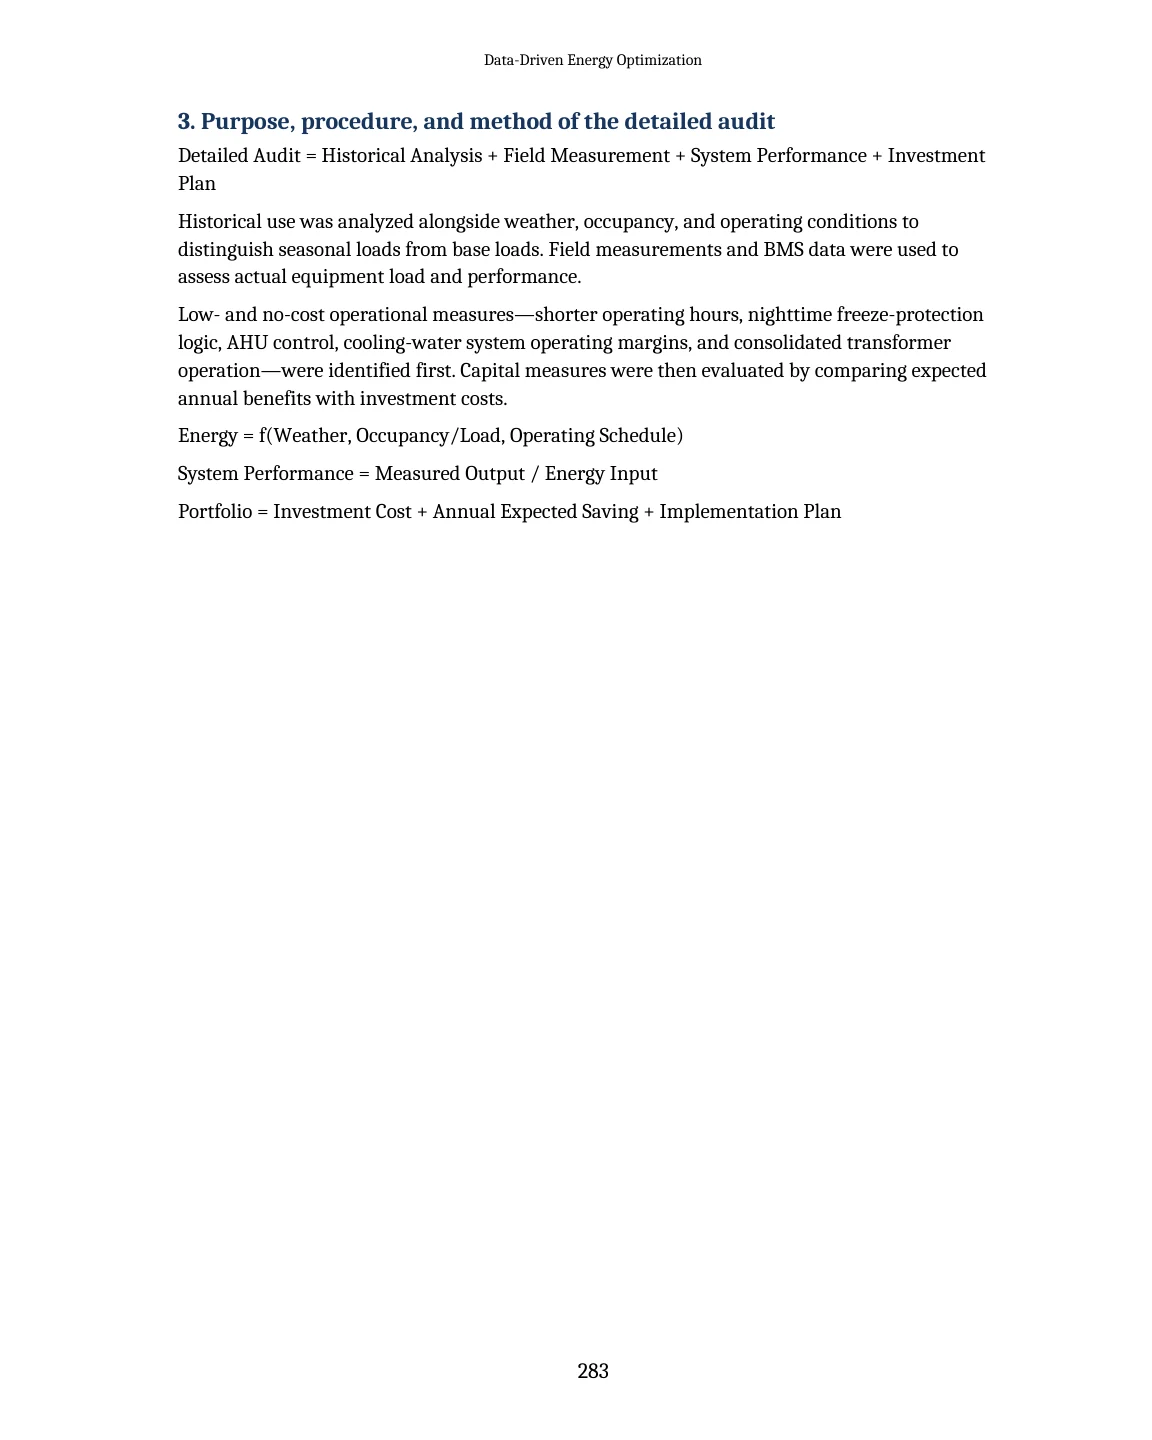 Data-Driven Energy Optimization
3. Purpose, procedure, and method of the detailed audit
Detailed Audit = Historical Analysis + Field Measurement + System Performance + Investment
Plan
Historical use was analyzed alongside weather, occupancy, and operating conditions to
distinguish seasonal loads from base loads. Field measurements and BMS data were used to
assess actual equipment load and performance.
Low- and no-cost operational measures—shorter operating hours, nighttime freeze-protection
logic, AHU control, cooling-water system operating margins, and consolidated transformer
operation—were identified first. Capital measures were then evaluated by comparing expected
annual benefits with investment costs.
Energy = f(Weather, Occupancy/Load, Operating Schedule)
System Performance = Measured Output / Energy Input
Portfolio = Investment Cost + Annual Expected Saving + Implementation Plan
283